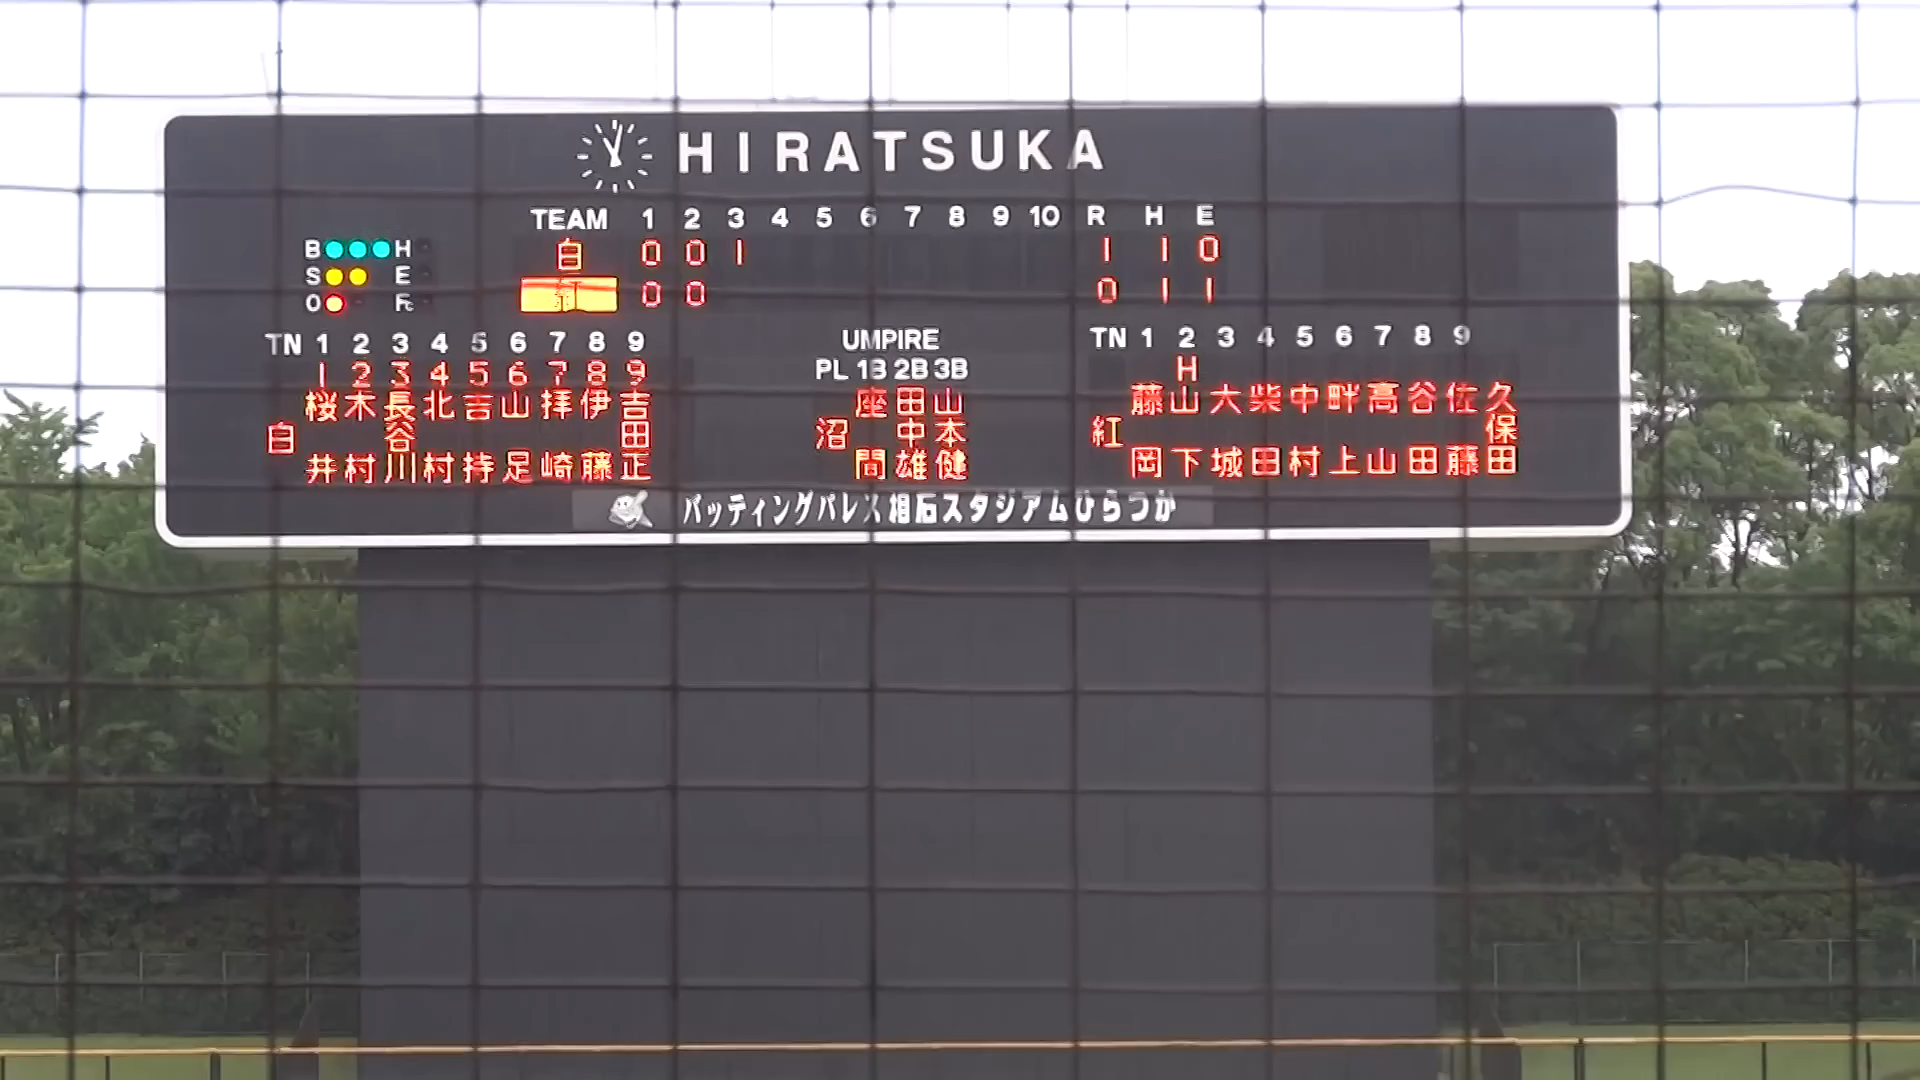 HIRATSUKA
TEAM 1 2 3 4 5 6 7 8 9 10 R H E
B H 白 0 0 1 1 1 0
S E 紅 0 0 0 1 1
O Fc
TN 1 2 3 4 5 6 7 8 9
1 2 3 4 5 6 7 8 9
白 桜井 木村 長谷川 北村 吉持 山足 拝崎 伊藤 吉田正
UMPIRE
PL 1B 2B 3B
沼 座間 田中雄 山本健
TN 1 2 3 4 5 6 7 8 9
H
紅 藤岡 山下 大城 柴田 中村 畔上 高山 谷田 佐藤 久保田
バッティングパレス相石スタジアムひらつか